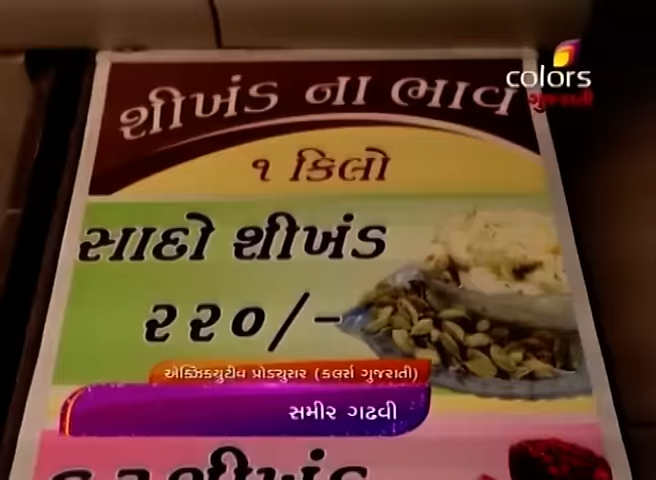 colors
ગુજરાતી
શીખંડ ના ભાવ
૧ કિલો
સાદો શીખંડ
૨૨૦/-
એક્ઝિક્યુટીવ પ્રોડ્યુસર (કલર્સ ગુજરાતી)
સમીર ગઢવી
શીખંડ